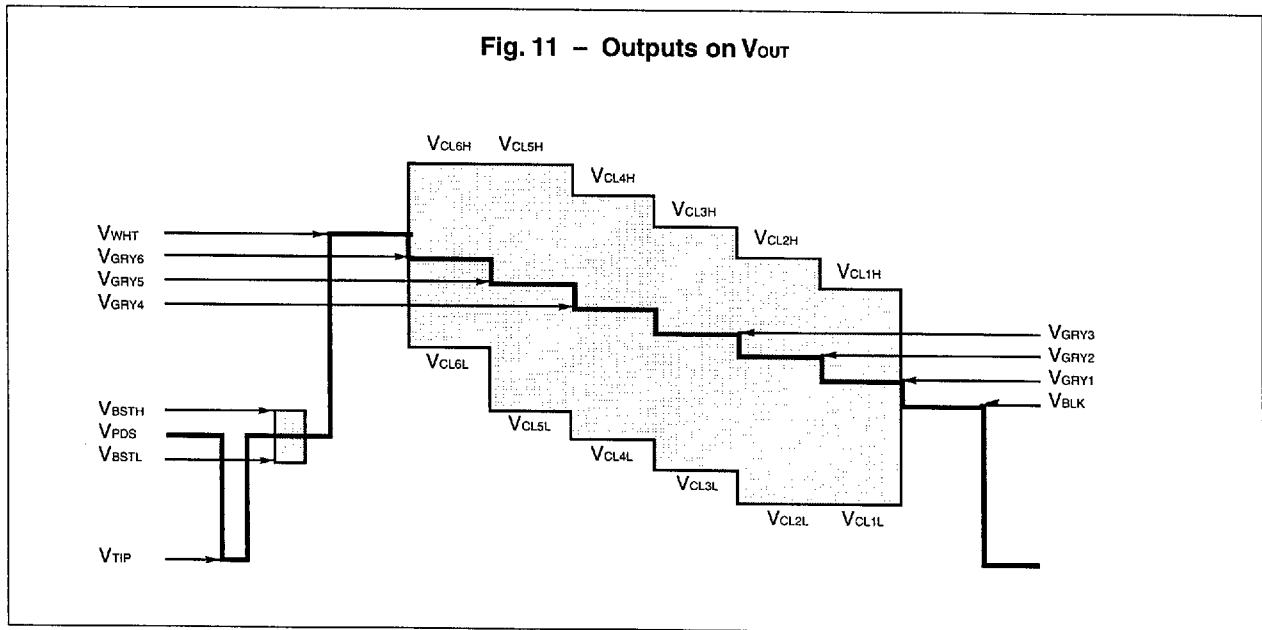 Fig. 11 – Outputs on VOUT
VCL6H VCL5H
VCL4H
VCL3H
VCL2H
VCL1H
VWHT
VGRY6
VGRY5
VGRY4
VGRY3
VGRY2
VGRY1
VBLK
VCL6L
VCL5L
VCL4L
VCL3L
VCL2L VCL1L
VBSTH
VPDS
VBSTL
VTIP